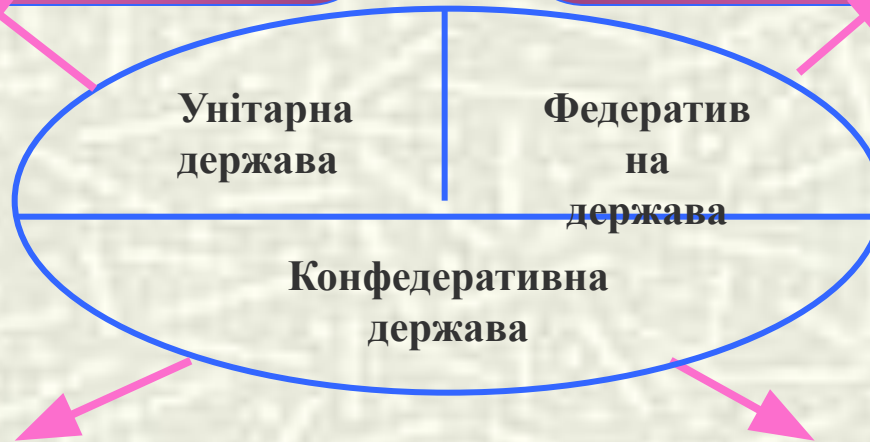 Унітарна
держава
Федератив
на
держава
Конфедеративна
держава